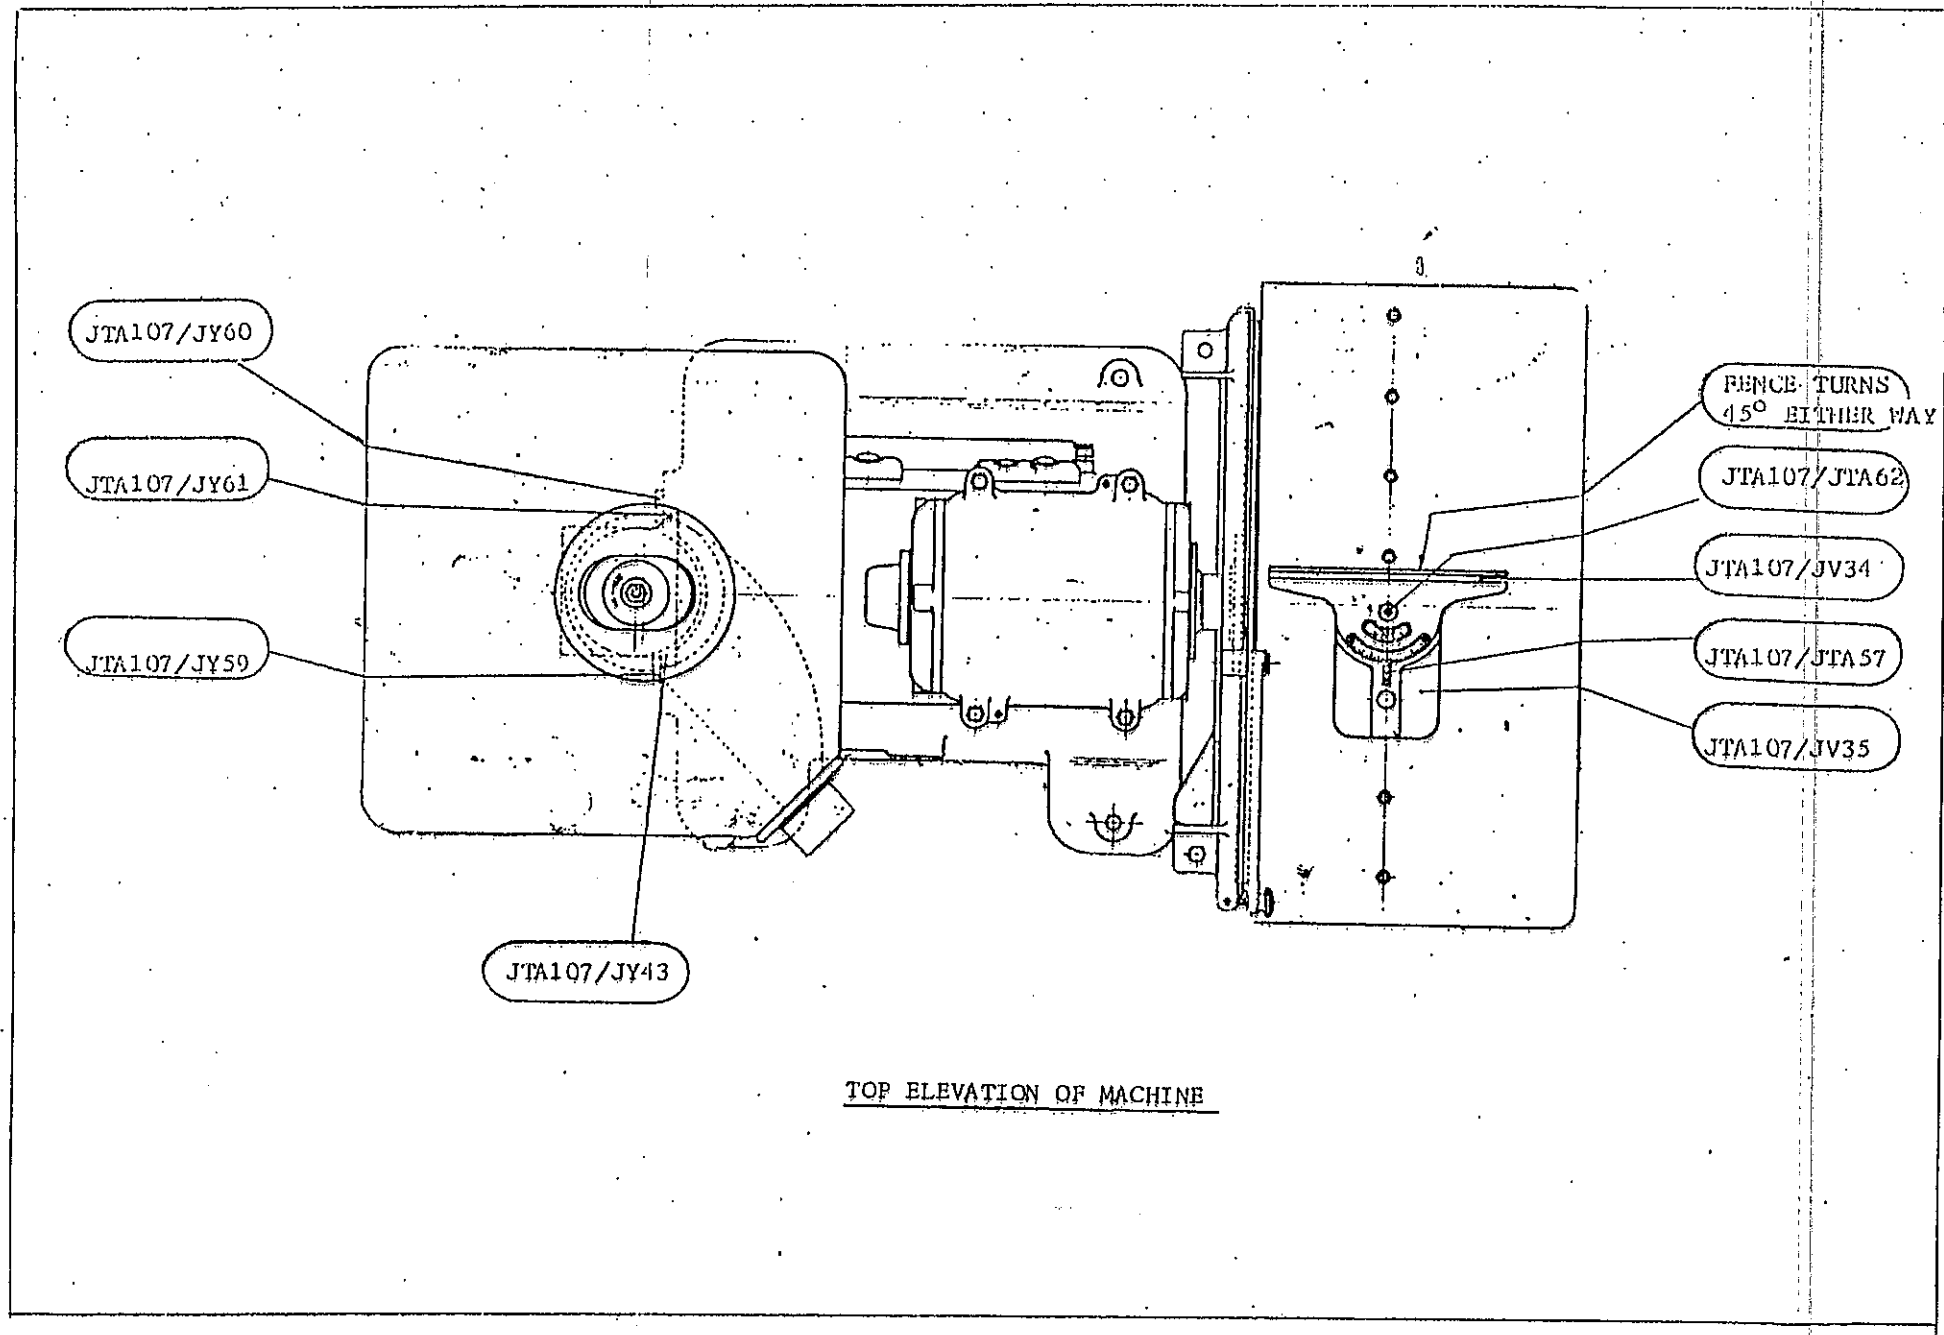 JTA107/JY60
JTA107/JY61
JTA107/JY59
JTA107/JY43
FENCE TURNS
45° EITHER WAY
JTA107/JTA62
JTA107/JV34
JTA107/JTA57
JTA107/JV35
TOP ELEVATION OF MACHINE